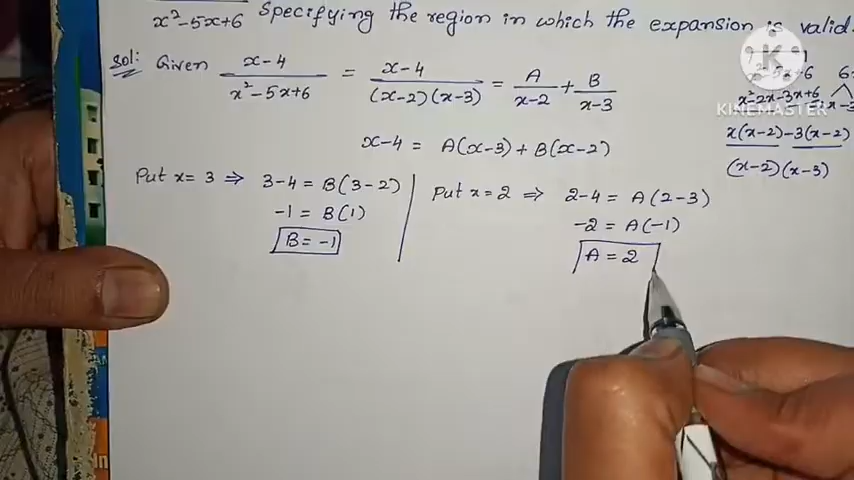 x²-5x+6 Specifying the region in which the expansion is valid.
Sol: Given x-4 / x²-5x+6 = x-4 / (x-2)(x-3) = A / x-2 + B / x-3
x-4 = A(x-3) + B(x-2)
Put x = 3 ⇒ 3-4 = B(3-2)
-1 = B(1)
B = -1
Put x = 2 ⇒ 2-4 = A(2-3)
-2 = A(-1)
A = 2
x²-2x-3x+6
x(x-2)-3(x-2)
(x-2)(x-3)
K
Made with
KINEMASTER